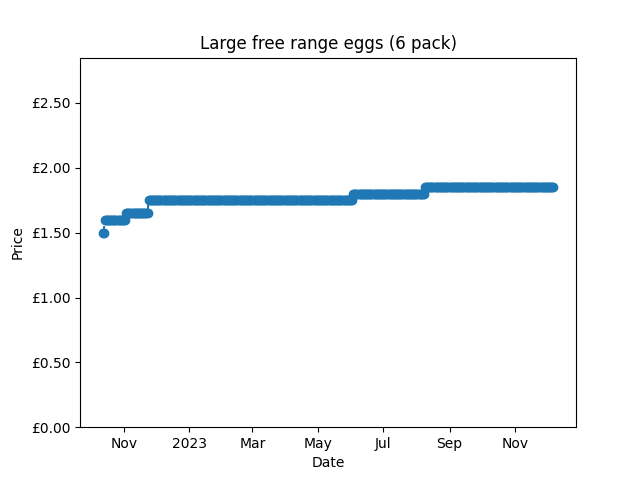 Large free range eggs (6 pack)
£2.50
£2.00
£1.50
£1.00
£0.50
£0.00
Price
Nov 2023 Mar May Jul Sep Nov
Date